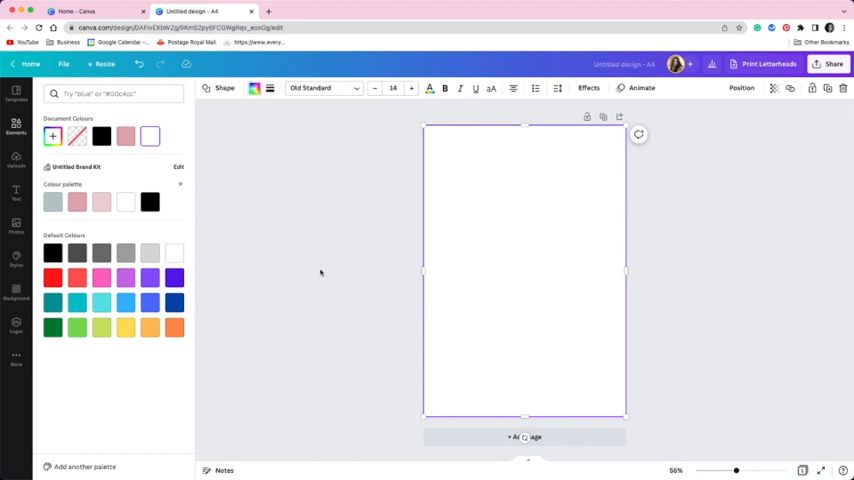 Home - Canva
Untitled design - A4
canva.com/design/
/edit
YouTube Business Google Calendar -... Postage Royal Mail https://www.every... Other Bookmarks
Home File Resize Untitled design - A4 Print Letterheads Share
Templates
Elements
Uploads
Text
Photos
Styles
Background
Logos
More
Try "blue" or "#00c4cc"
Shape Old Standard 14 A B I U aA Effects Animate Position
Document Colours
Untitled Brand Kit Edit
Colour palette
Default Colours
+ Add page
Add another palette
Notes 56% 1